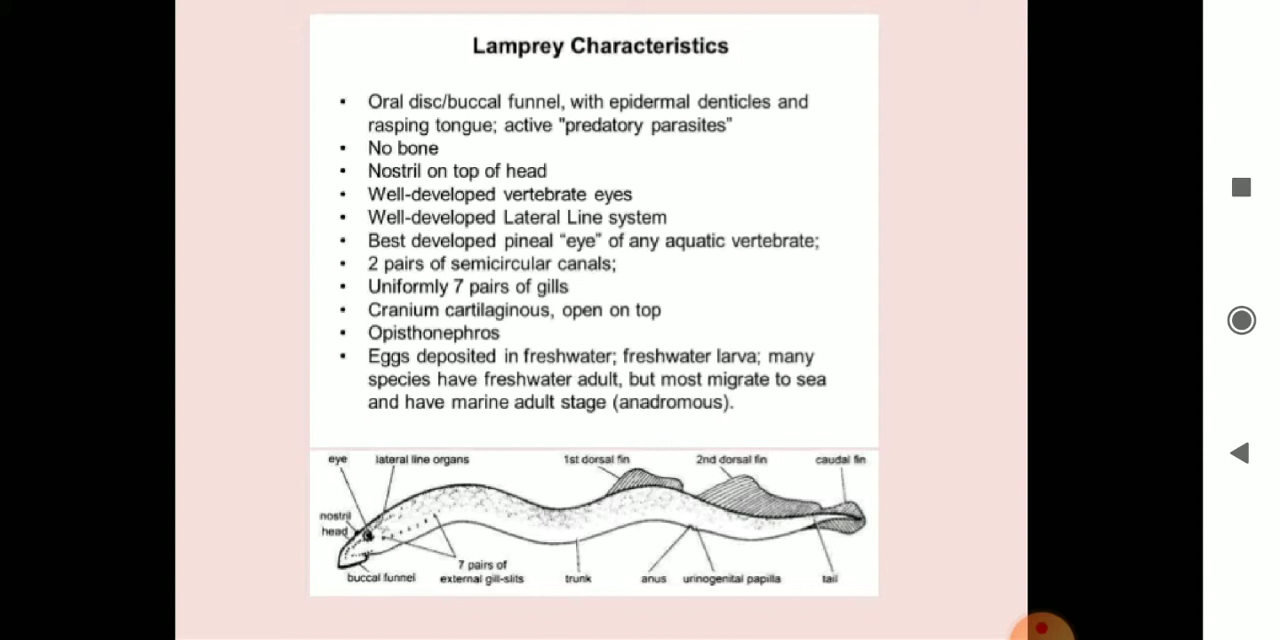 Lamprey Characteristics
• Oral disc/buccal funnel, with epidermal denticles and
rasping tongue; active "predatory parasites"
• No bone
• Nostril on top of head
• Well-developed vertebrate eyes
• Well-developed Lateral Line system
• Best developed pineal “eye” of any aquatic vertebrate;
• 2 pairs of semicircular canals;
• Uniformly 7 pairs of gills
• Cranium cartilaginous, open on top
• Opisthonephros
• Eggs deposited in freshwater; freshwater larva; many
species have freshwater adult, but most migrate to sea
and have marine adult stage (anadromous).
eye
lateral line organs
1st dorsal fin
2nd dorsal fin
caudal fin
nostril
head
buccal funnel
7 pairs of
external gill-slits
trunk
anus
urinogenital papilla
tail